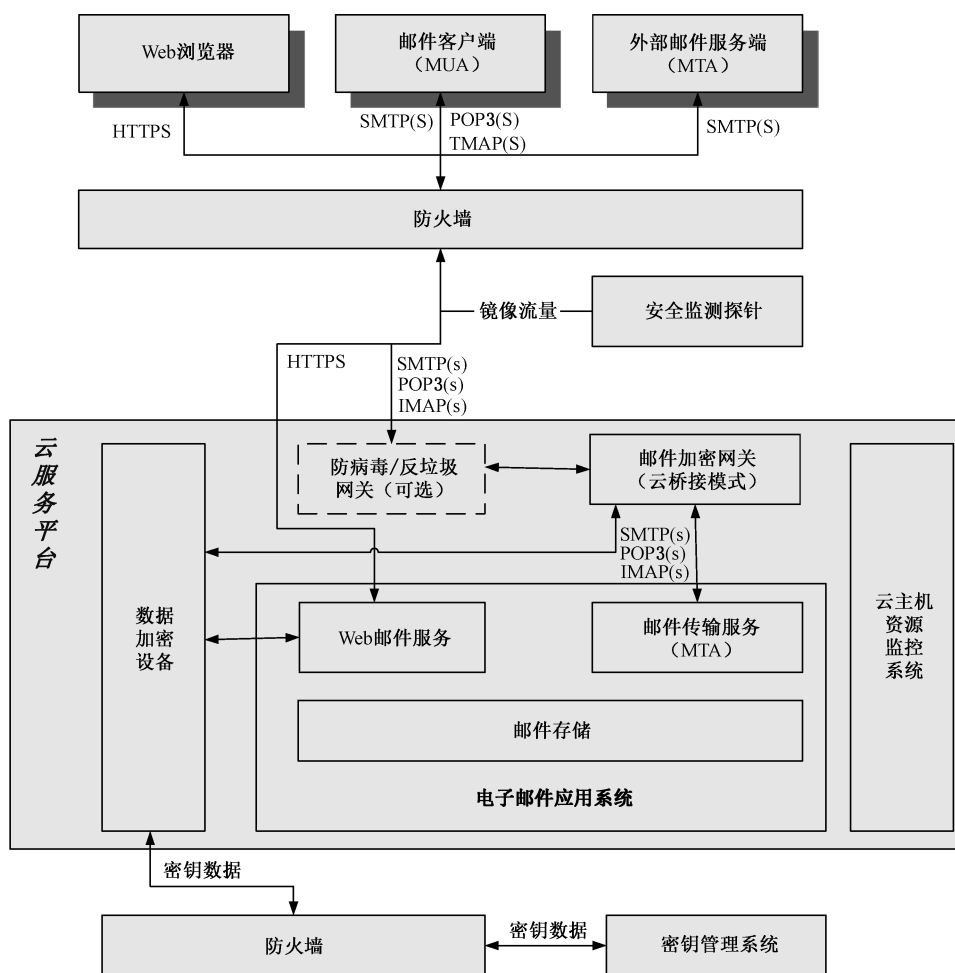 Web浏览器
邮件客户端
（MUA）
外部邮件服务端
（MTA）
HTTPS
SMTP(S)
POP3(S)
TMAP(S)
SMTP(S)
防火墙
镜像流量
安全监测探针
HTTPS
SMTP(s)
POP3(s)
IMAP(s)
云服务平台
防病毒/反垃圾
网关（可选）
邮件加密网关
（云桥接模式）
SMTP(s)
POP3(s)
IMAP(s)
数据
加密
设备
Web邮件服务
邮件传输服务
（MTA）
云主机
资源
监控
系统
邮件存储
电子邮件应用系统
密钥数据
防火墙
密钥数据
密钥管理系统